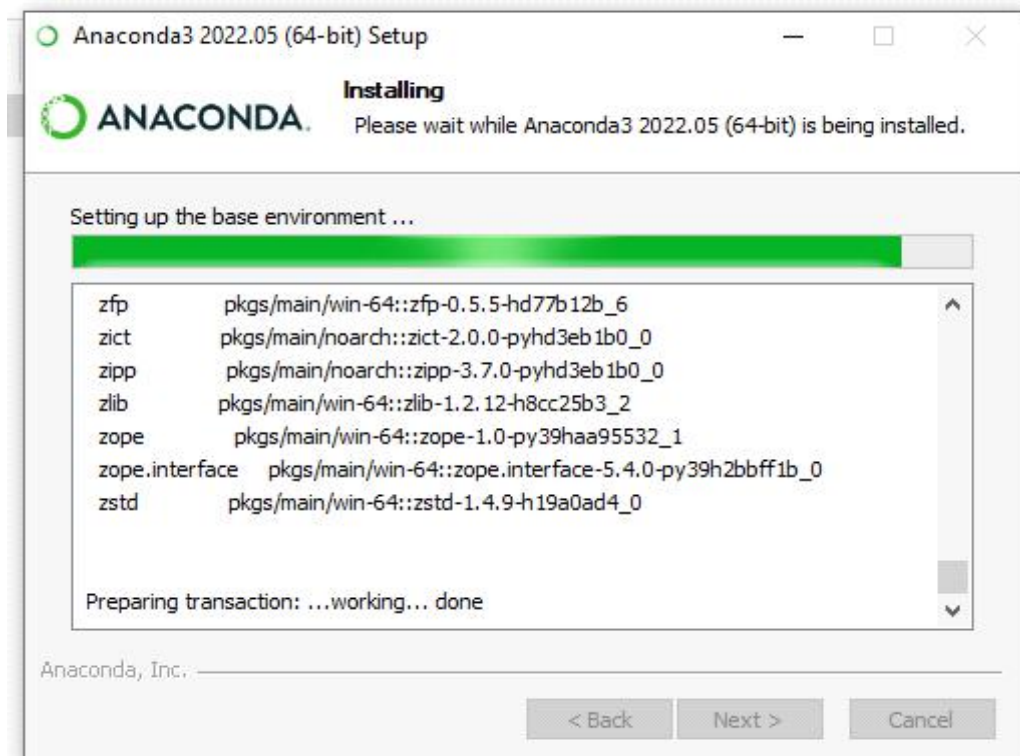 Anaconda3 2022.05 (64-bit) Setup
ANACONDA.
Installing
Please wait while Anaconda3 2022.05 (64-bit) is being installed.
Setting up the base environment ...
zfp pkgs/main/win-64::zfp-0.5.5-hd77b12b_6
zict pkgs/main/noarch::zict-2.0.0-pyhd3eb1b0_0
zipp pkgs/main/noarch::zipp-3.7.0-pyhd3eb1b0_0
zlib pkgs/main/win-64::zlib-1.2.12-h8cc25b3_2
zope pkgs/main/win-64::zope-1.0-py39haa95532_1
zope.interface pkgs/main/win-64::zope.interface-5.4.0-py39h2bbff1b_0
zstd pkgs/main/win-64::zstd-1.4.9-h19a0ad4_0
Preparing transaction: ...working... done
Anaconda, Inc.
< Back Next > Cancel